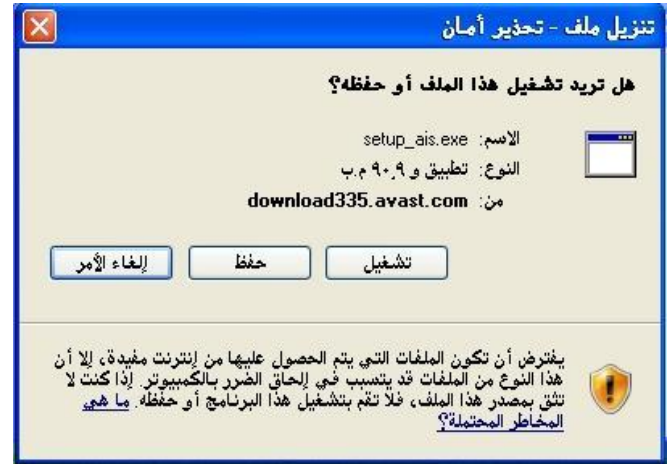 تنزيل ملف - تحذير أمان
هل تريد تشغيل هذا الملف أو حفظه؟
الاسم: setup_ais.exe
النوع: تطبيق و ٩٠,٩ م.ب
من: download335.avast.com
تشغيل
حفظ
إلغاء الأمر
يفترض أن تكون الملفات التي يتم الحصول عليها من إنترنت مفيدة، إلا أن
هذا النوع من الملفات قد يتسبب في إلحاق الضرر بالكمبيوتر. إذا كنت لا
تثق بمصدر هذا الملف، فلا تقم بتشغيل هذا البرنامج أو حفظه. ما هي
المخاطر المحتملة؟